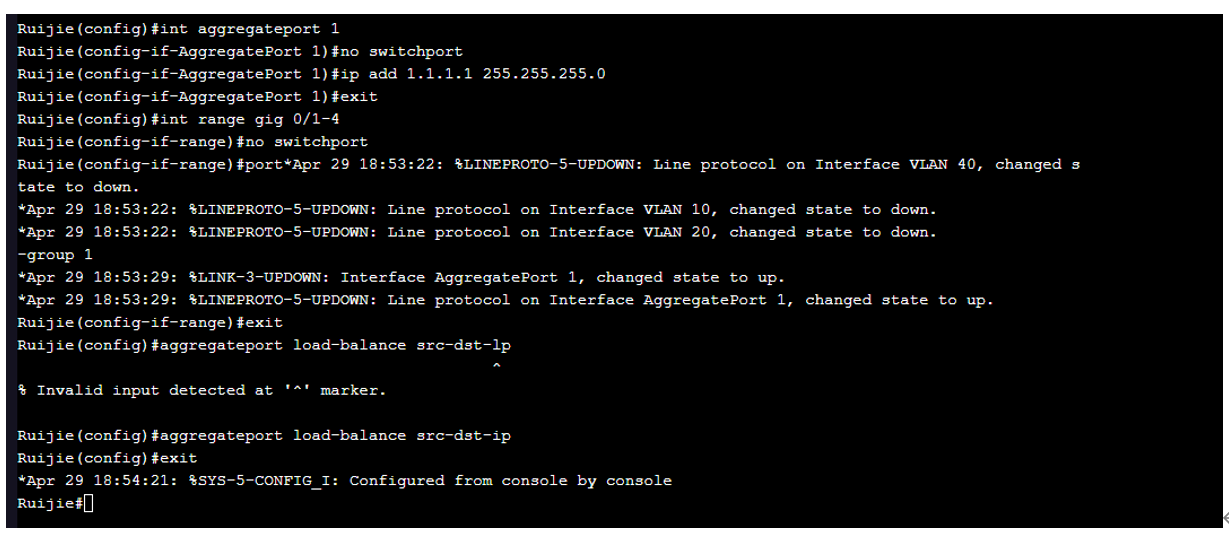 Ruijie(config)#int aggregateport 1
Ruijie(config-if-AggregatePort 1)#no switchport
Ruijie(config-if-AggregatePort 1)#ip add 1.1.1.1 255.255.255.0
Ruijie(config-if-AggregatePort 1)#exit
Ruijie(config)#int range gig 0/1-4
Ruijie(config-if-range)#no switchport
Ruijie(config-if-range)#port*Apr 29 18:53:22: %LINEPROTO-5-UPDOWN: Line protocol on Interface VLAN 40, changed s
tate to down.
*Apr 29 18:53:22: %LINEPROTO-5-UPDOWN: Line protocol on Interface VLAN 10, changed state to down.
*Apr 29 18:53:22: %LINEPROTO-5-UPDOWN: Line protocol on Interface VLAN 20, changed state to down.
-group 1
*Apr 29 18:53:29: %LINK-3-UPDOWN: Interface AggregatePort 1, changed state to up.
*Apr 29 18:53:29: %LINEPROTO-5-UPDOWN: Line protocol on Interface AggregatePort 1, changed state to up.
Ruijie(config-if-range)#exit
Ruijie(config)#aggregateport load-balance src-dst-lp
^
% Invalid input detected at '^' marker.
Ruijie(config)#aggregateport load-balance src-dst-ip
Ruijie(config)#exit
*Apr 29 18:54:21: %SYS-5-CONFIG_I: Configured from console by console
Ruijie#